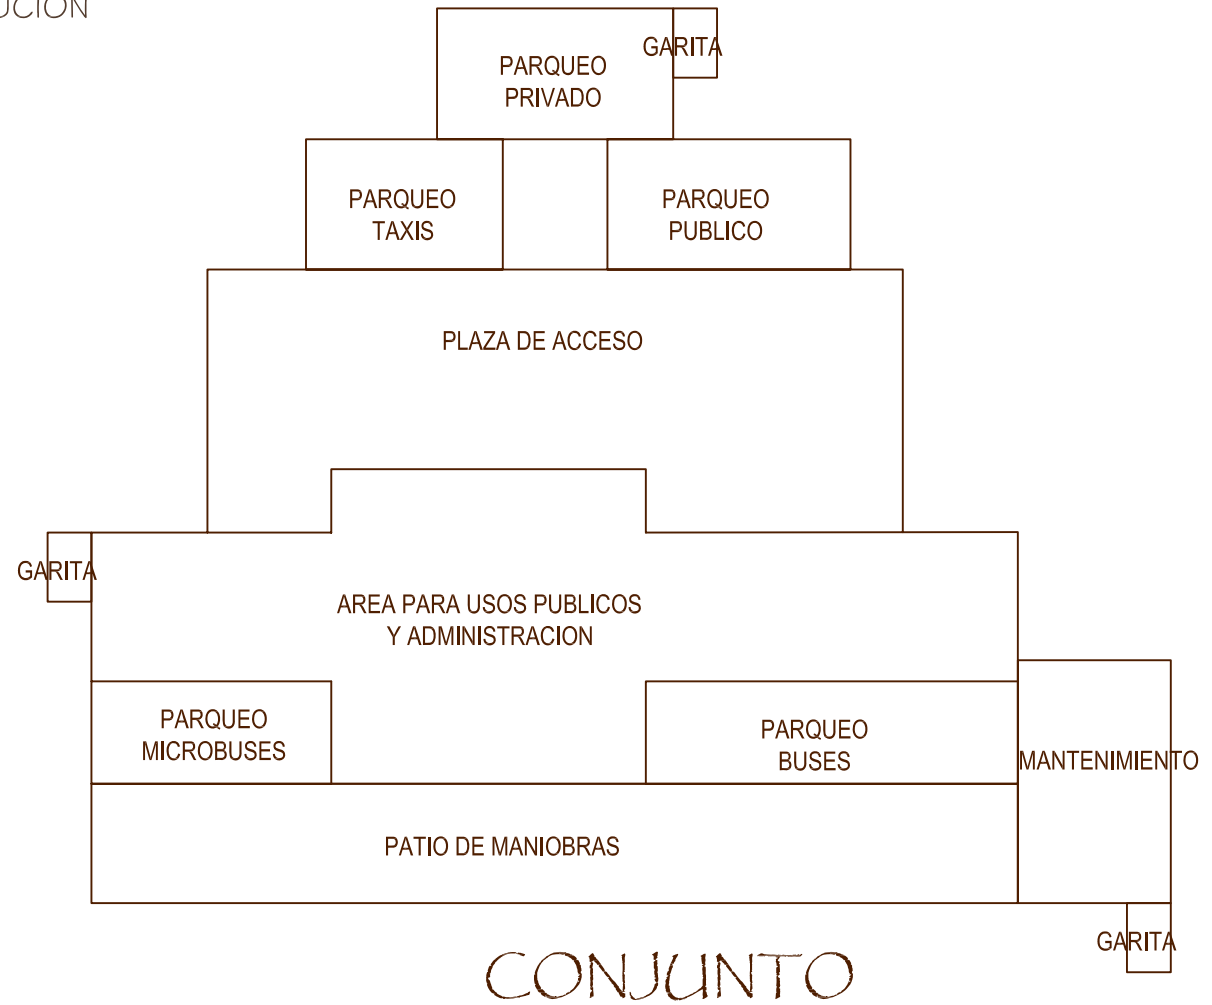 GARITA
PARQUEO
PRIVADO
PARQUEO
TAXIS
PARQUEO
PUBLICO
PLAZA DE ACCESO
GARITA
AREA PARA USOS PUBLICOS
Y ADMINISTRACION
PARQUEO
MICROBUSES
PARQUEO
BUSES
MANTENIMIENTO
PATIO DE MANIOBRAS
GARITA
CONJUNTO